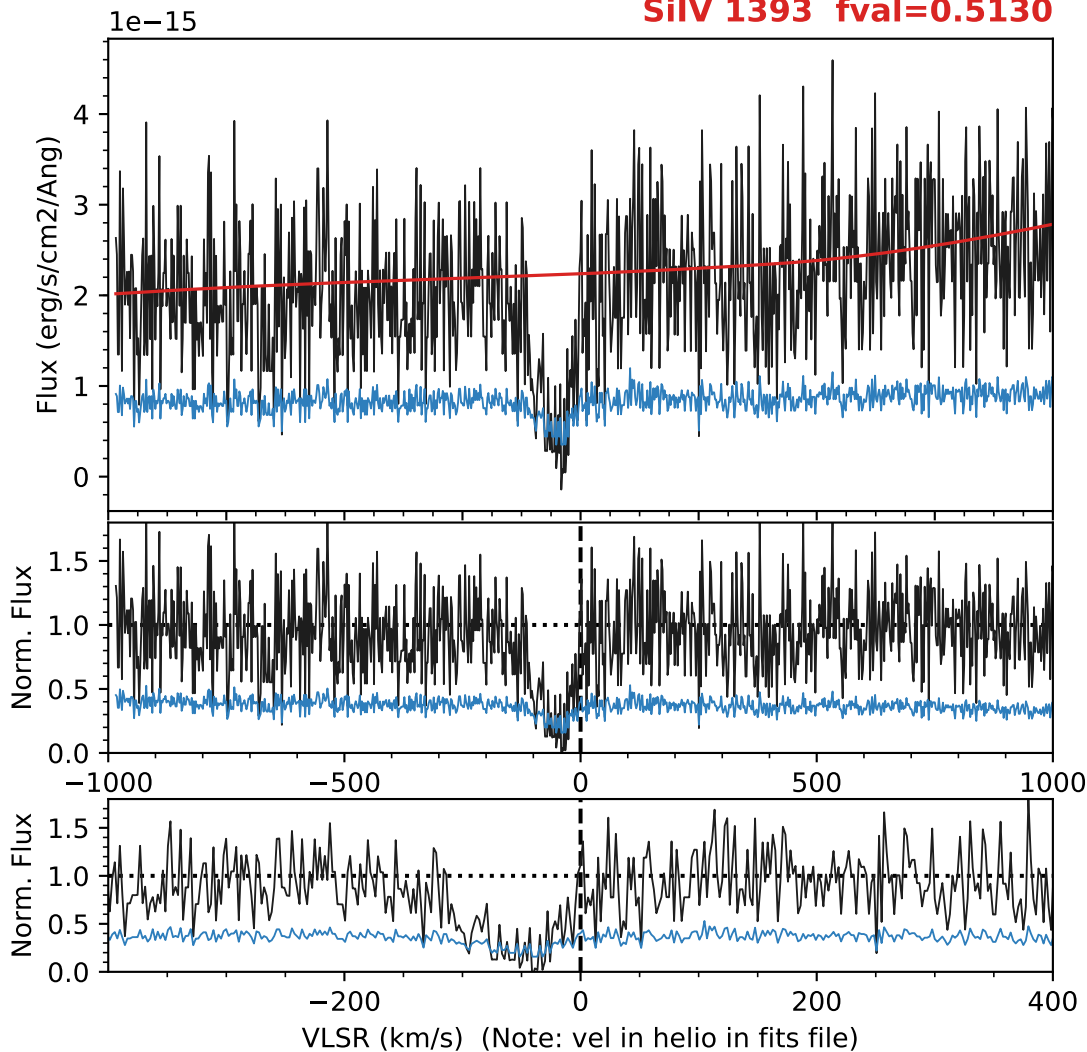 SiIV 1393 fval=0.5130
1e−15
Flux (erg/s/cm2/Ang)
4
3
2
1
0
Norm. Flux
1.5
1.0
0.5
0.0
−1000 −500 0 500 1000
Norm. Flux
1.5
1.0
0.5
0.0
−200 0 200 400
VLSR (km/s) (Note: vel in helio in fits file)